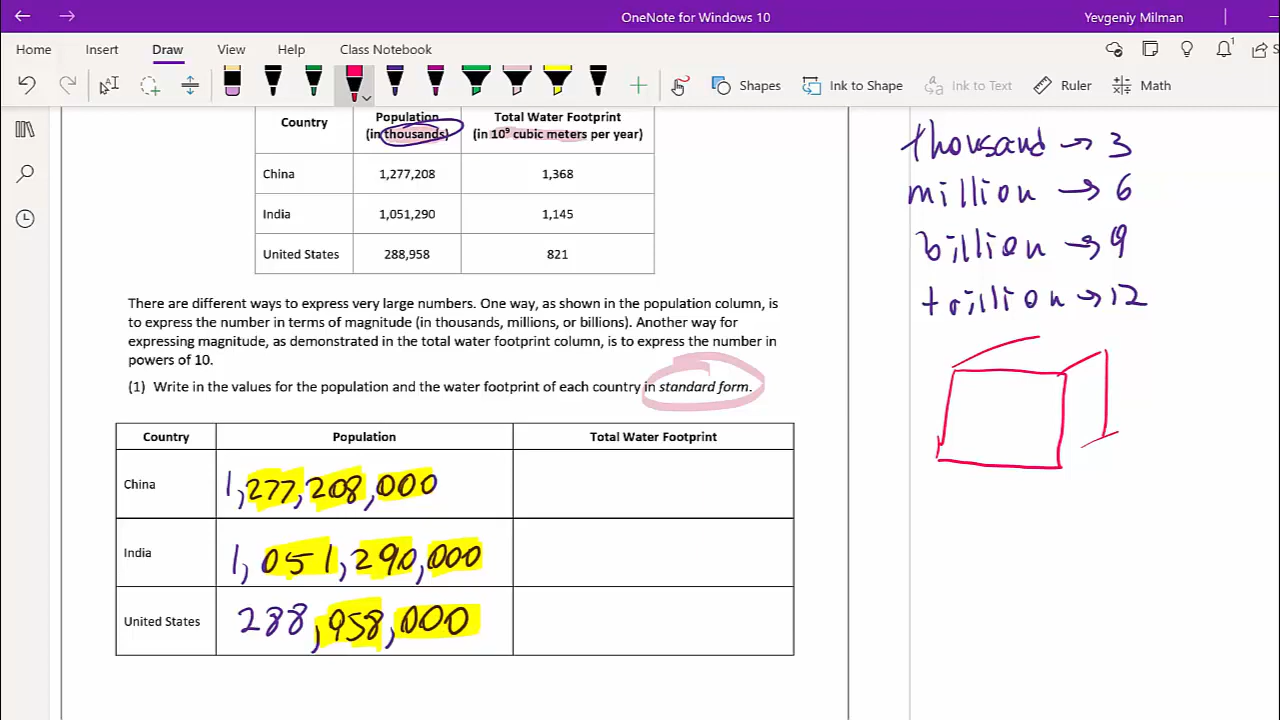 OneNote for Windows 10
Yevgeniy Milman
Home Insert Draw View Help Class Notebook
Shapes Ink to Shape Ink to Text Ruler Math
Country Population (in thousands) Total Water Footprint (in 10⁹ cubic meters per year)
China 1,277,208 1,368
India 1,051,290 1,145
United States 288,958 821
There are different ways to express very large numbers. One way, as shown in the population column, is
to express the number in terms of magnitude (in thousands, millions, or billions). Another way for
expressing magnitude, as demonstrated in the total water footprint column, is to express the number in
powers of 10.
(1) Write in the values for the population and the water footprint of each country in standard form.
Country Population Total Water Footprint
China 1,277,208,000
India 1,051,290,000
United States 288,958,000
thousand → 3
million → 6
billion → 9
trillion → 12